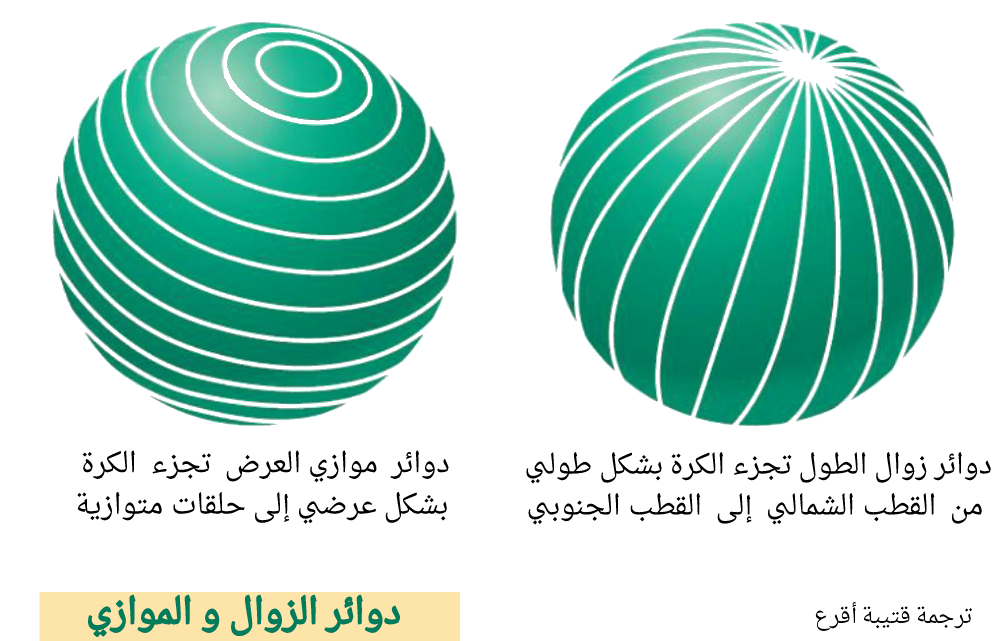 دوائر زوال الطول تجزء الكرة بشكل طولي
من القطب الشمالي إلى القطب الجنوبي
دوائر موازي العرض تجزء الكرة
بشكل عرضي إلى حلقات متوازية
ترجمة قتيبة أقرع
دوائر الزوال و الموازي